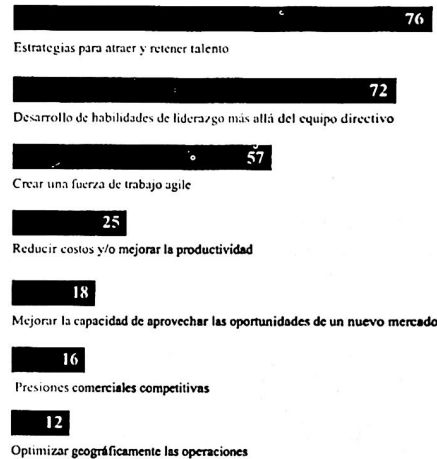 76
Estrategias para atraer y retener talento
72
Desarrollo de habilidades de liderazgo más allá del equipo directivo
57
Crear una fuerza de trabajo agile
25
Reducir costos y/o mejorar la productividad
18
Mejorar la capacidad de aprovechar las oportunidades de un nuevo mercado
16
Presiones comerciales competitivas
12
Optimizar geográficamente las operaciones